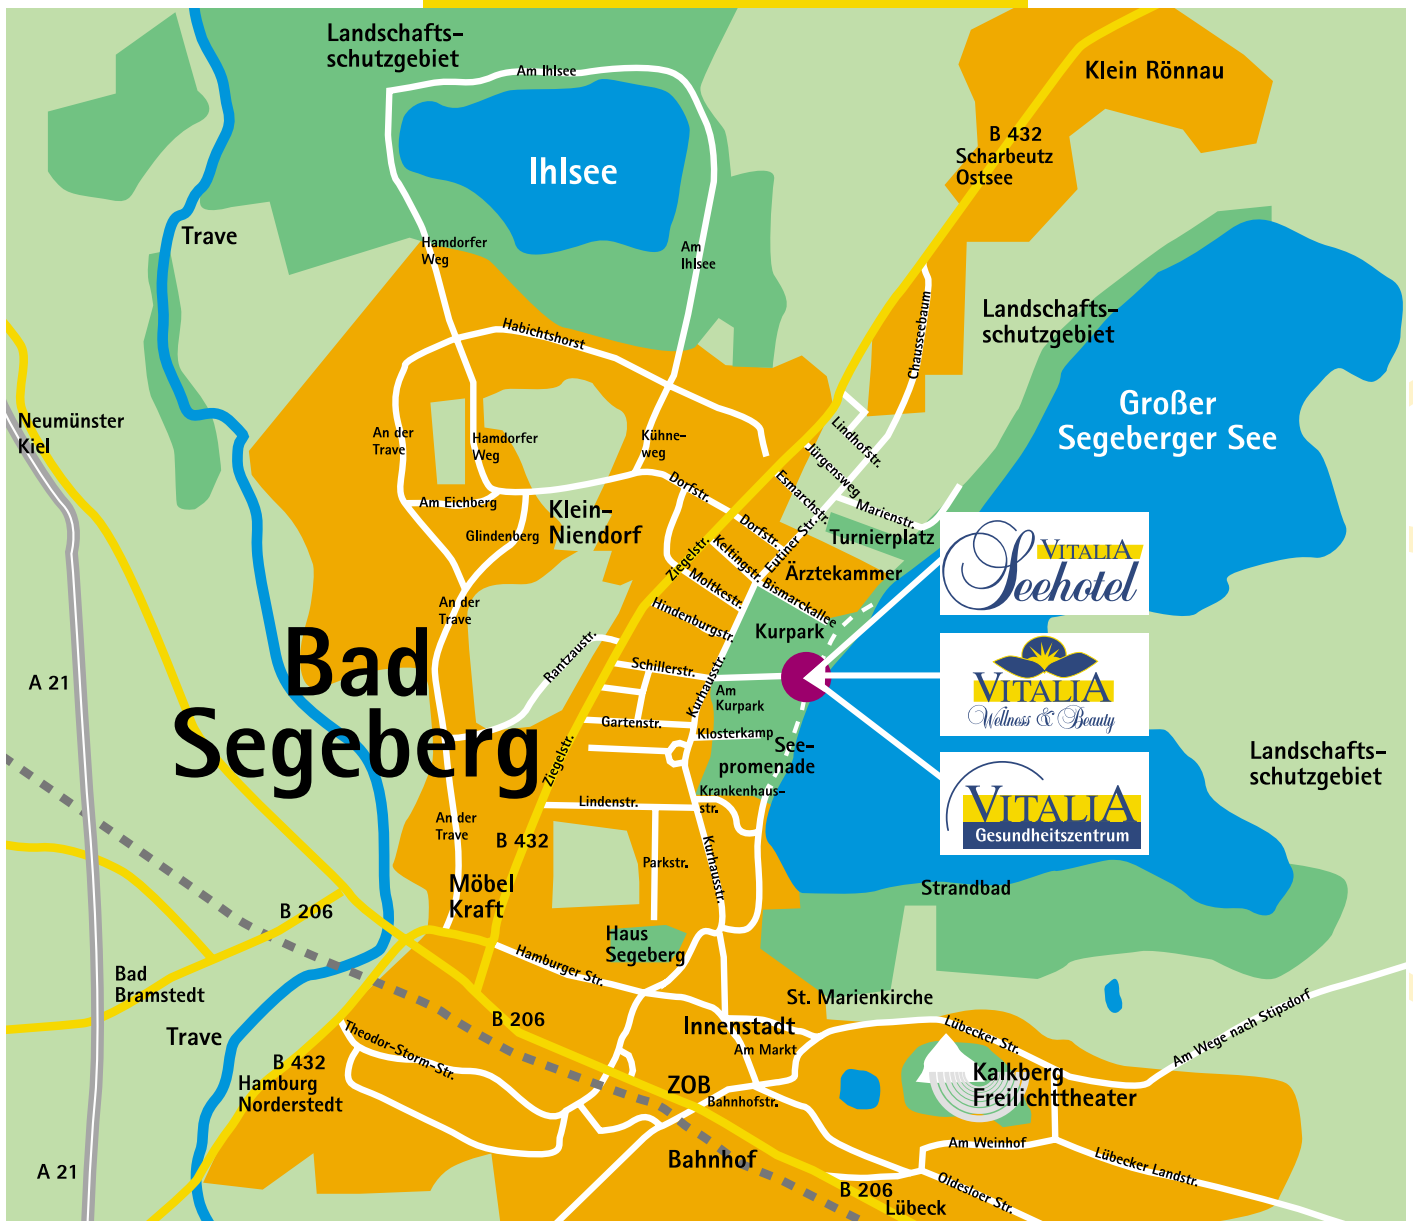 Landschafts-
schutzgebiet
Am Ihlsee
Klein Rönnau
B 432
Scharbeutz
Ostsee
Ihlsee
Trave
Hamdorfer
Weg
Am
Ihlsee
Landschafts-
schutzgebiet
Chausseebaum
Habichtshorst
Großer
Segeberger See
Neumünster
Kiel
An der
Trave
Hamdorfer
Weg
Kühne-
weg
Lindhofstr.
Jürgensweg
Esmarchstr.
Marienstr.
Dorfstr.
Am Eichberg
Klein-
Niendorf
Glindenberg
Dorfstr.
Eutiner Str.
Turnierplatz
Ziegelstr.
Keltingstr.
Bismarckallee
Ärztekammer
Moltkestr.
Hindenburgstr.
Kurpark
VITALIA
Seehotel
An der
Trave
Bad
Segeberg
Rantzaustr.
Schillerstr.
Kurhausstr.
Am
Kurpark
VITALIA
Wellness & Beauty
A 21
Gartenstr.
Klosterkamp
See-
promenade
Ziegelstr.
Krankenhaus-
str.
Lindenstr.
VITALIA
Gesundheitszentrum
Landschafts-
schutzgebiet
An der
Trave
B 432
Parkstr.
Kurhausstr.
Möbel
Kraft
Strandbad
B 206
Haus
Segeberg
Hamburger Str.
Bad
Bramstedt
St. Marienkirche
Trave
B 206
Innenstadt
Am Markt
Lübecker Str.
Am Wege nach Stipsdorf
Theodor-Storm-Str.
B 432
Hamburg
Norderstedt
Kalkberg
Freilichttheater
ZOB
Bahnhofstr.
Bahnhof
Am Weinhof
Lübecker Landstr.
A 21
B 206
Lübeck
Oldesloer Str.